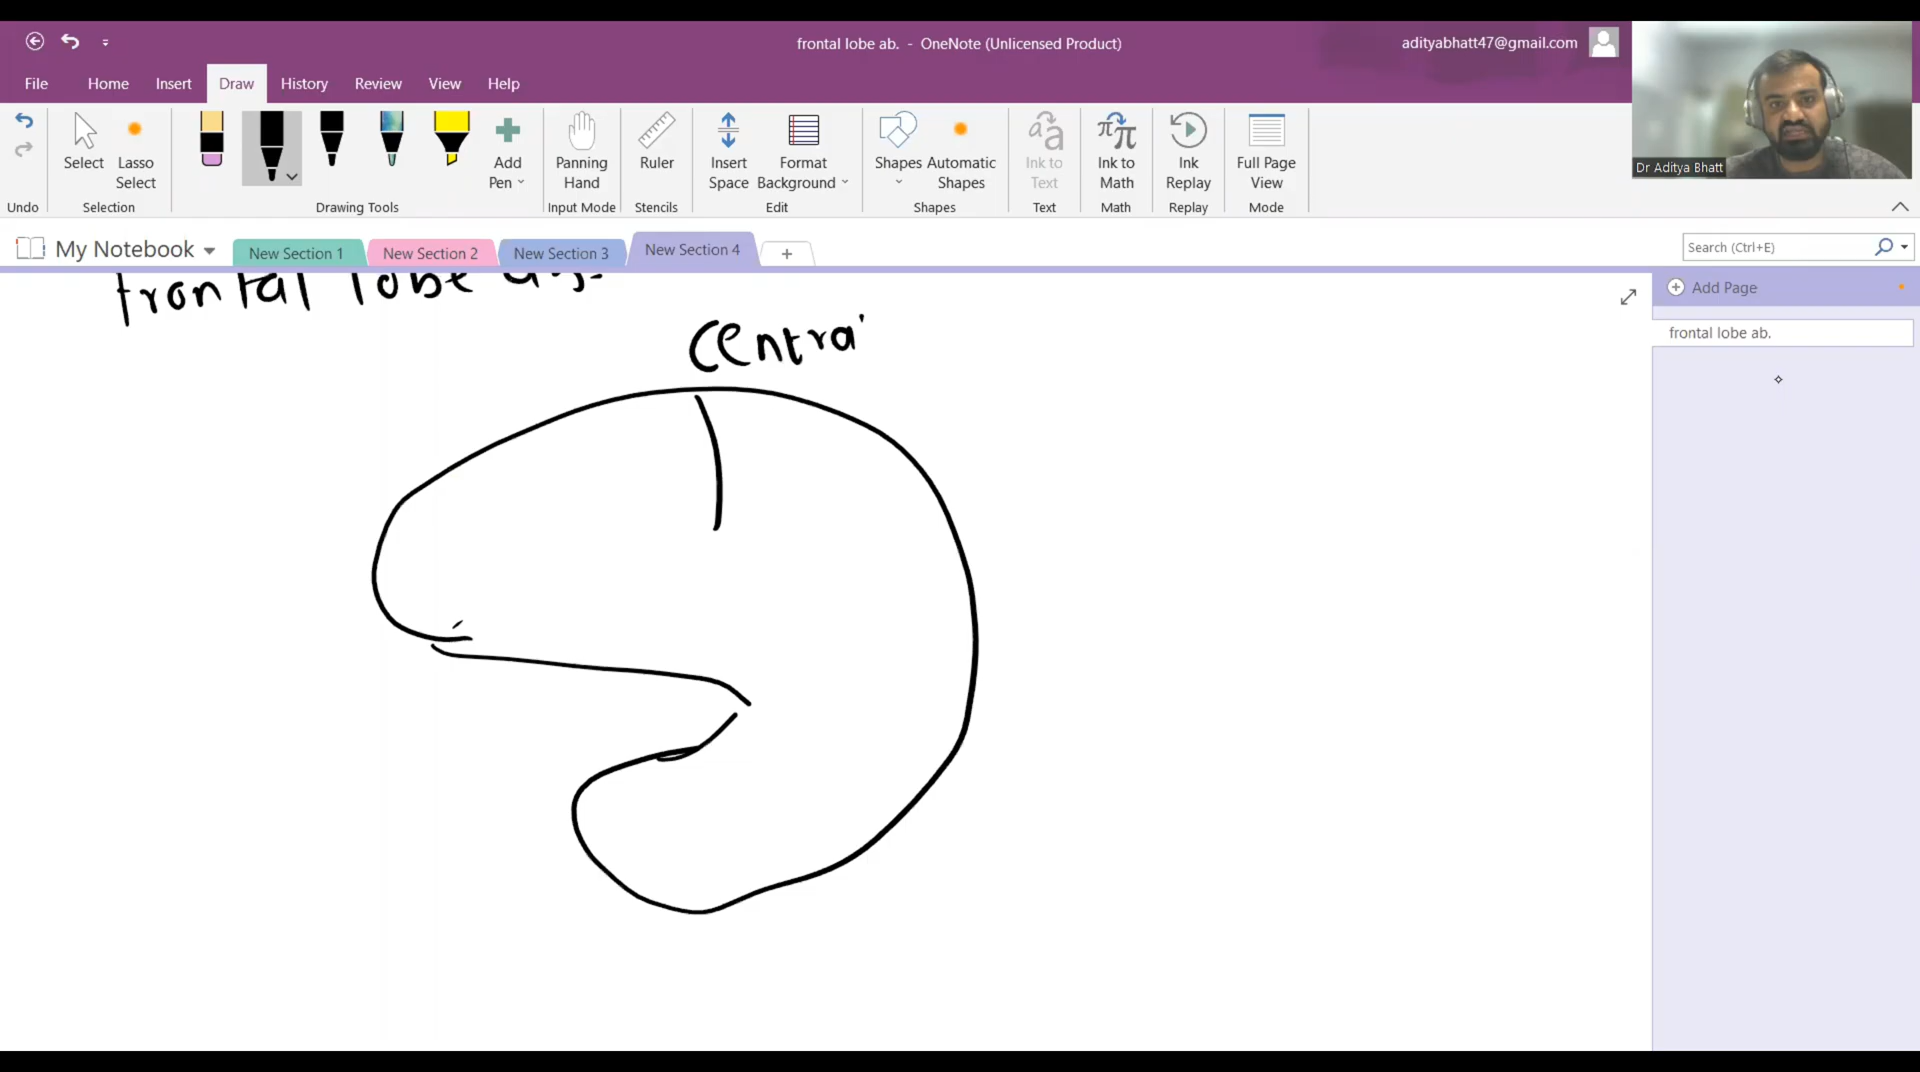 frontal lobe ab. - OneNote (Unlicensed Product)
adityabhatt47@gmail.com
File Home Insert Draw History Review View Help
Select
Lasso Select
Add Pen
Panning Hand
Ruler
Insert Space
Format Background
Shapes
Automatic Shapes
Ink to Text
Ink to Math
Ink Replay
Full Page View
Dr Aditya Bhatt
Undo Selection Drawing Tools Input Mode Stencils Edit Shapes Text Math Replay Mode
My Notebook New Section 1 New Section 2 New Section 3 New Section 4
Search (Ctrl+E)
Add Page
frontal lobe ab.
frontal lobe
Centra